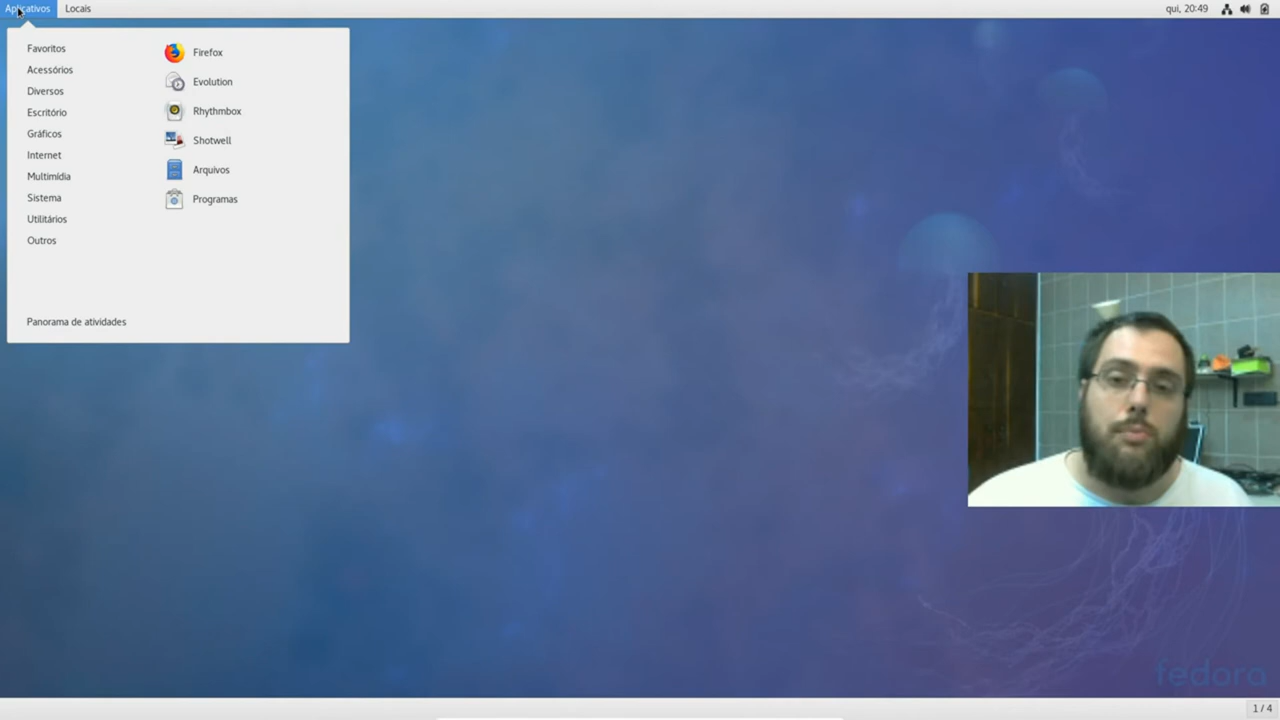 Aplicativos Locais qui, 20:49
Favoritos
Acessórios
Diversos
Escritório
Gráficos
Internet
Multimídia
Sistema
Utilitários
Outros
Panorama de atividades
Firefox
Evolution
Rhythmbox
Shotwell
Arquivos
Programas
fedora
1 / 4